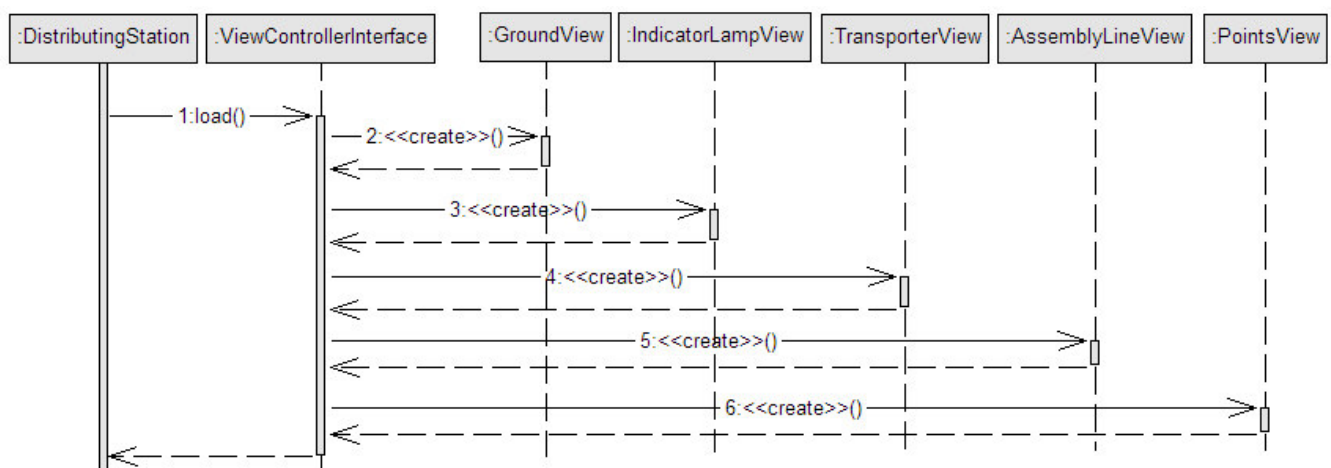 :DistributingStation
:ViewControllerInterface
:GroundView
:IndicatorLampView
:TransporterView
:AssemblyLineView
:PointsView
1:load()
2:<<create>>()
3:<<create>>()
4:<<create>>()
5:<<create>>()
6:<<create>>()